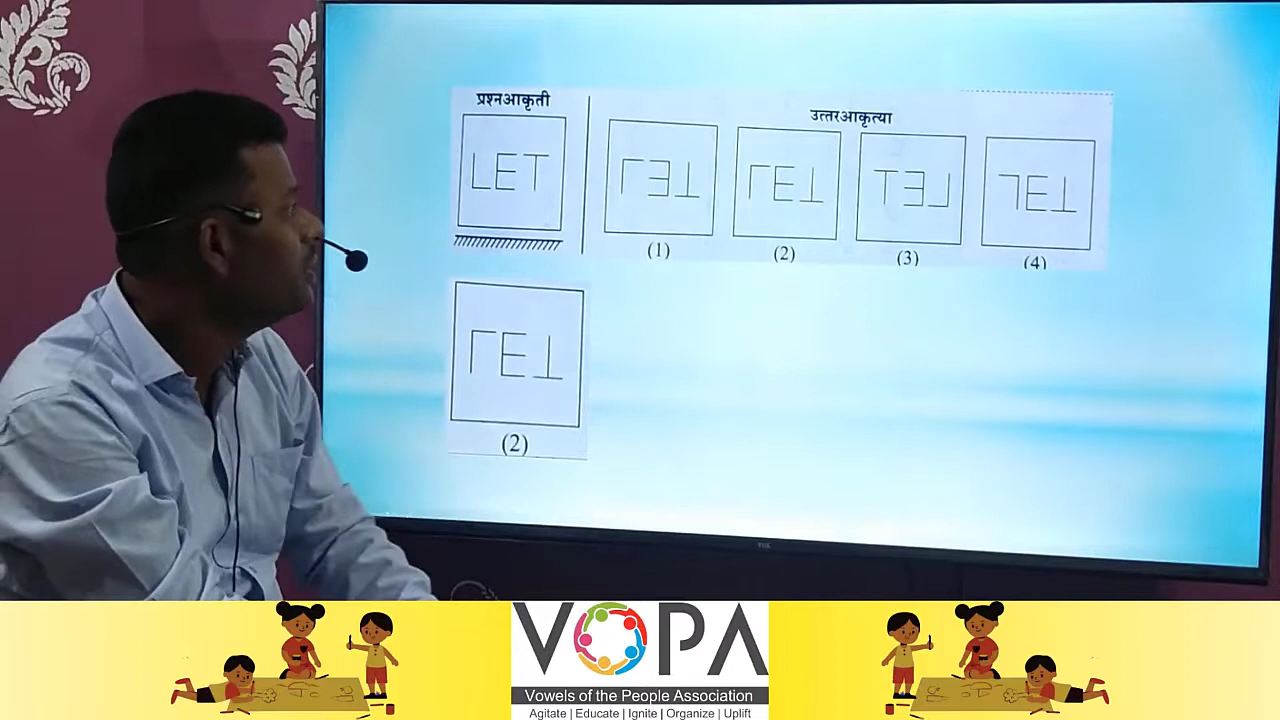 प्रश्नआकृती
उत्तरआकृत्या
LET
(1)
(2)
(3)
(4)
(2)
VOPA
Vowels of the People Association
Agitate | Educate | Ignite | Organize | Uplift